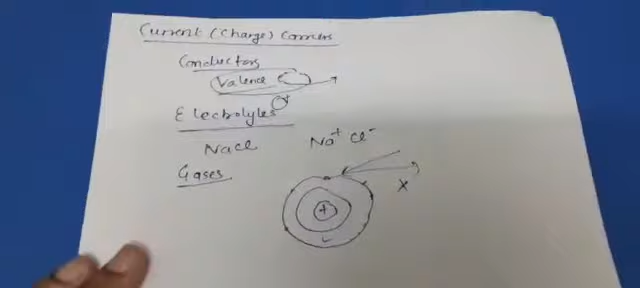 Current (Charge) Carriers
Conductors
Valence e⁻
Electrolytes
NaCl Na⁺ Cl⁻
Gases
+
X